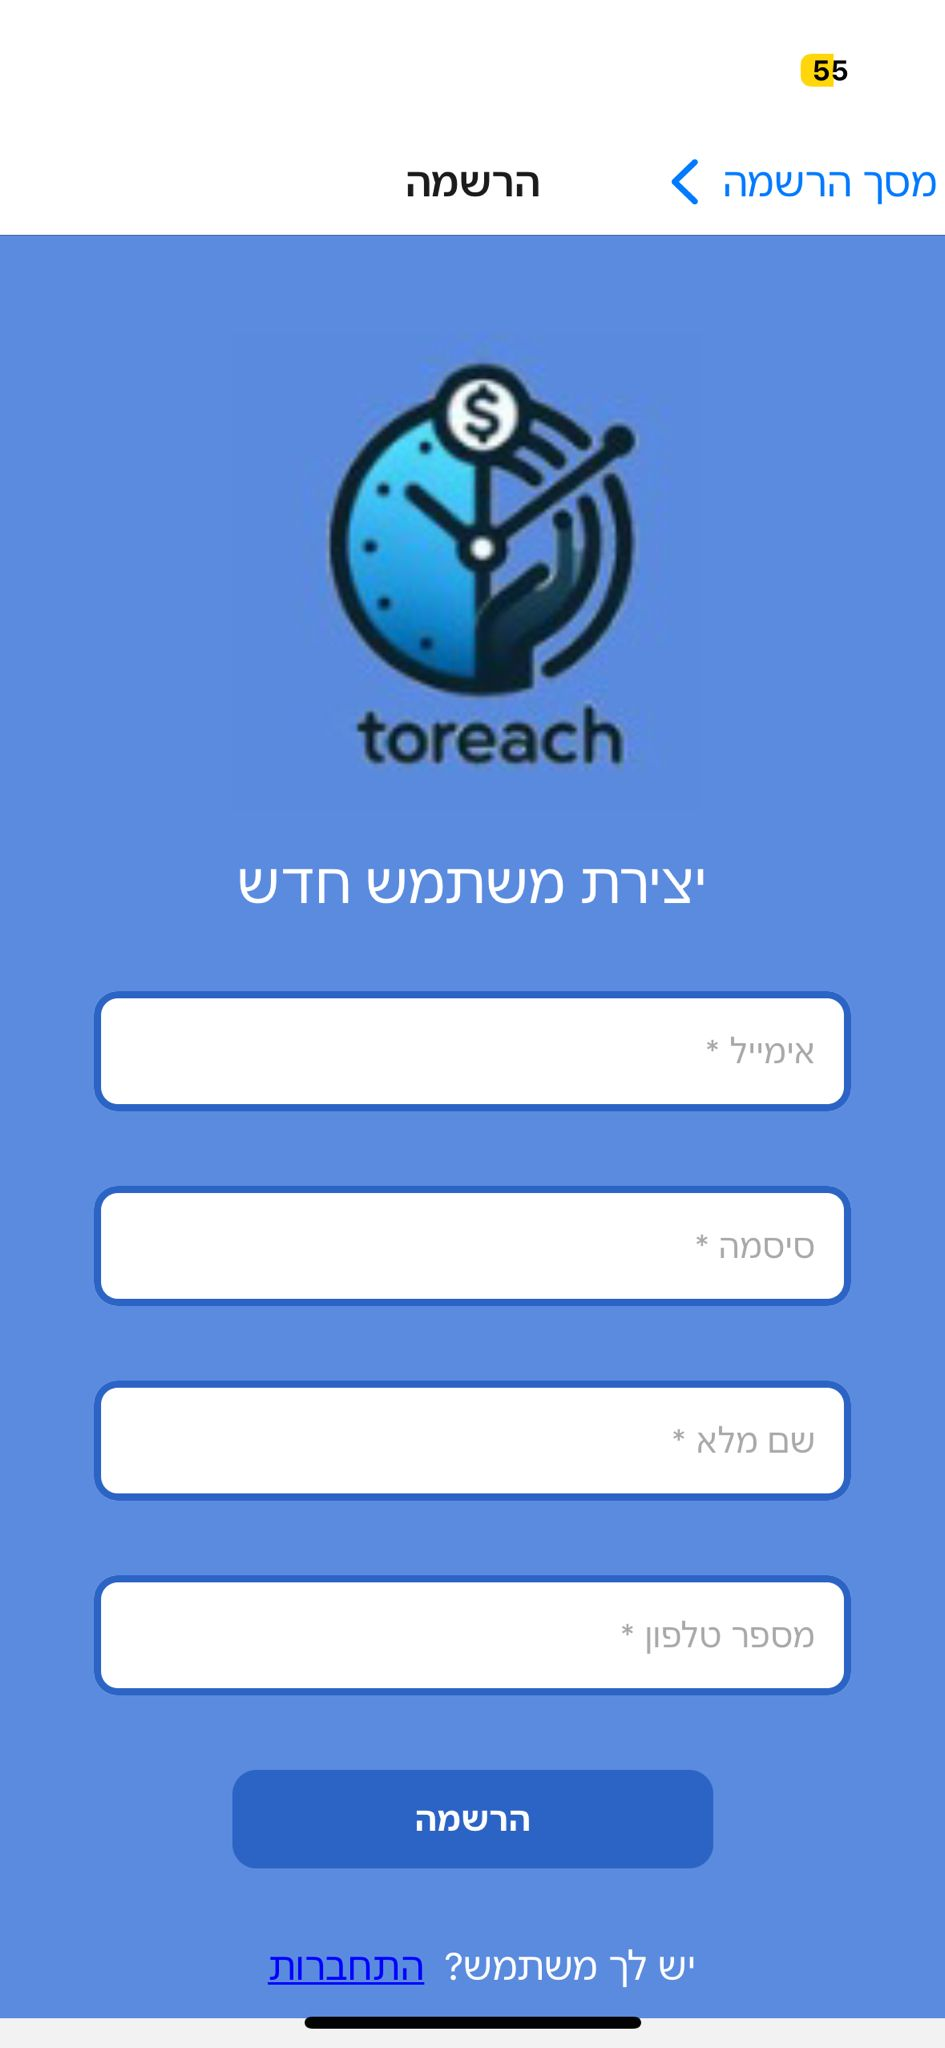 55
מסך הרשמה
הרשמה
$
toreach
יצירת משתמש חדש
אימייל *
סיסמה *
שם מלא *
מספר טלפון *
הרשמה
יש לך משתמש? התחברות